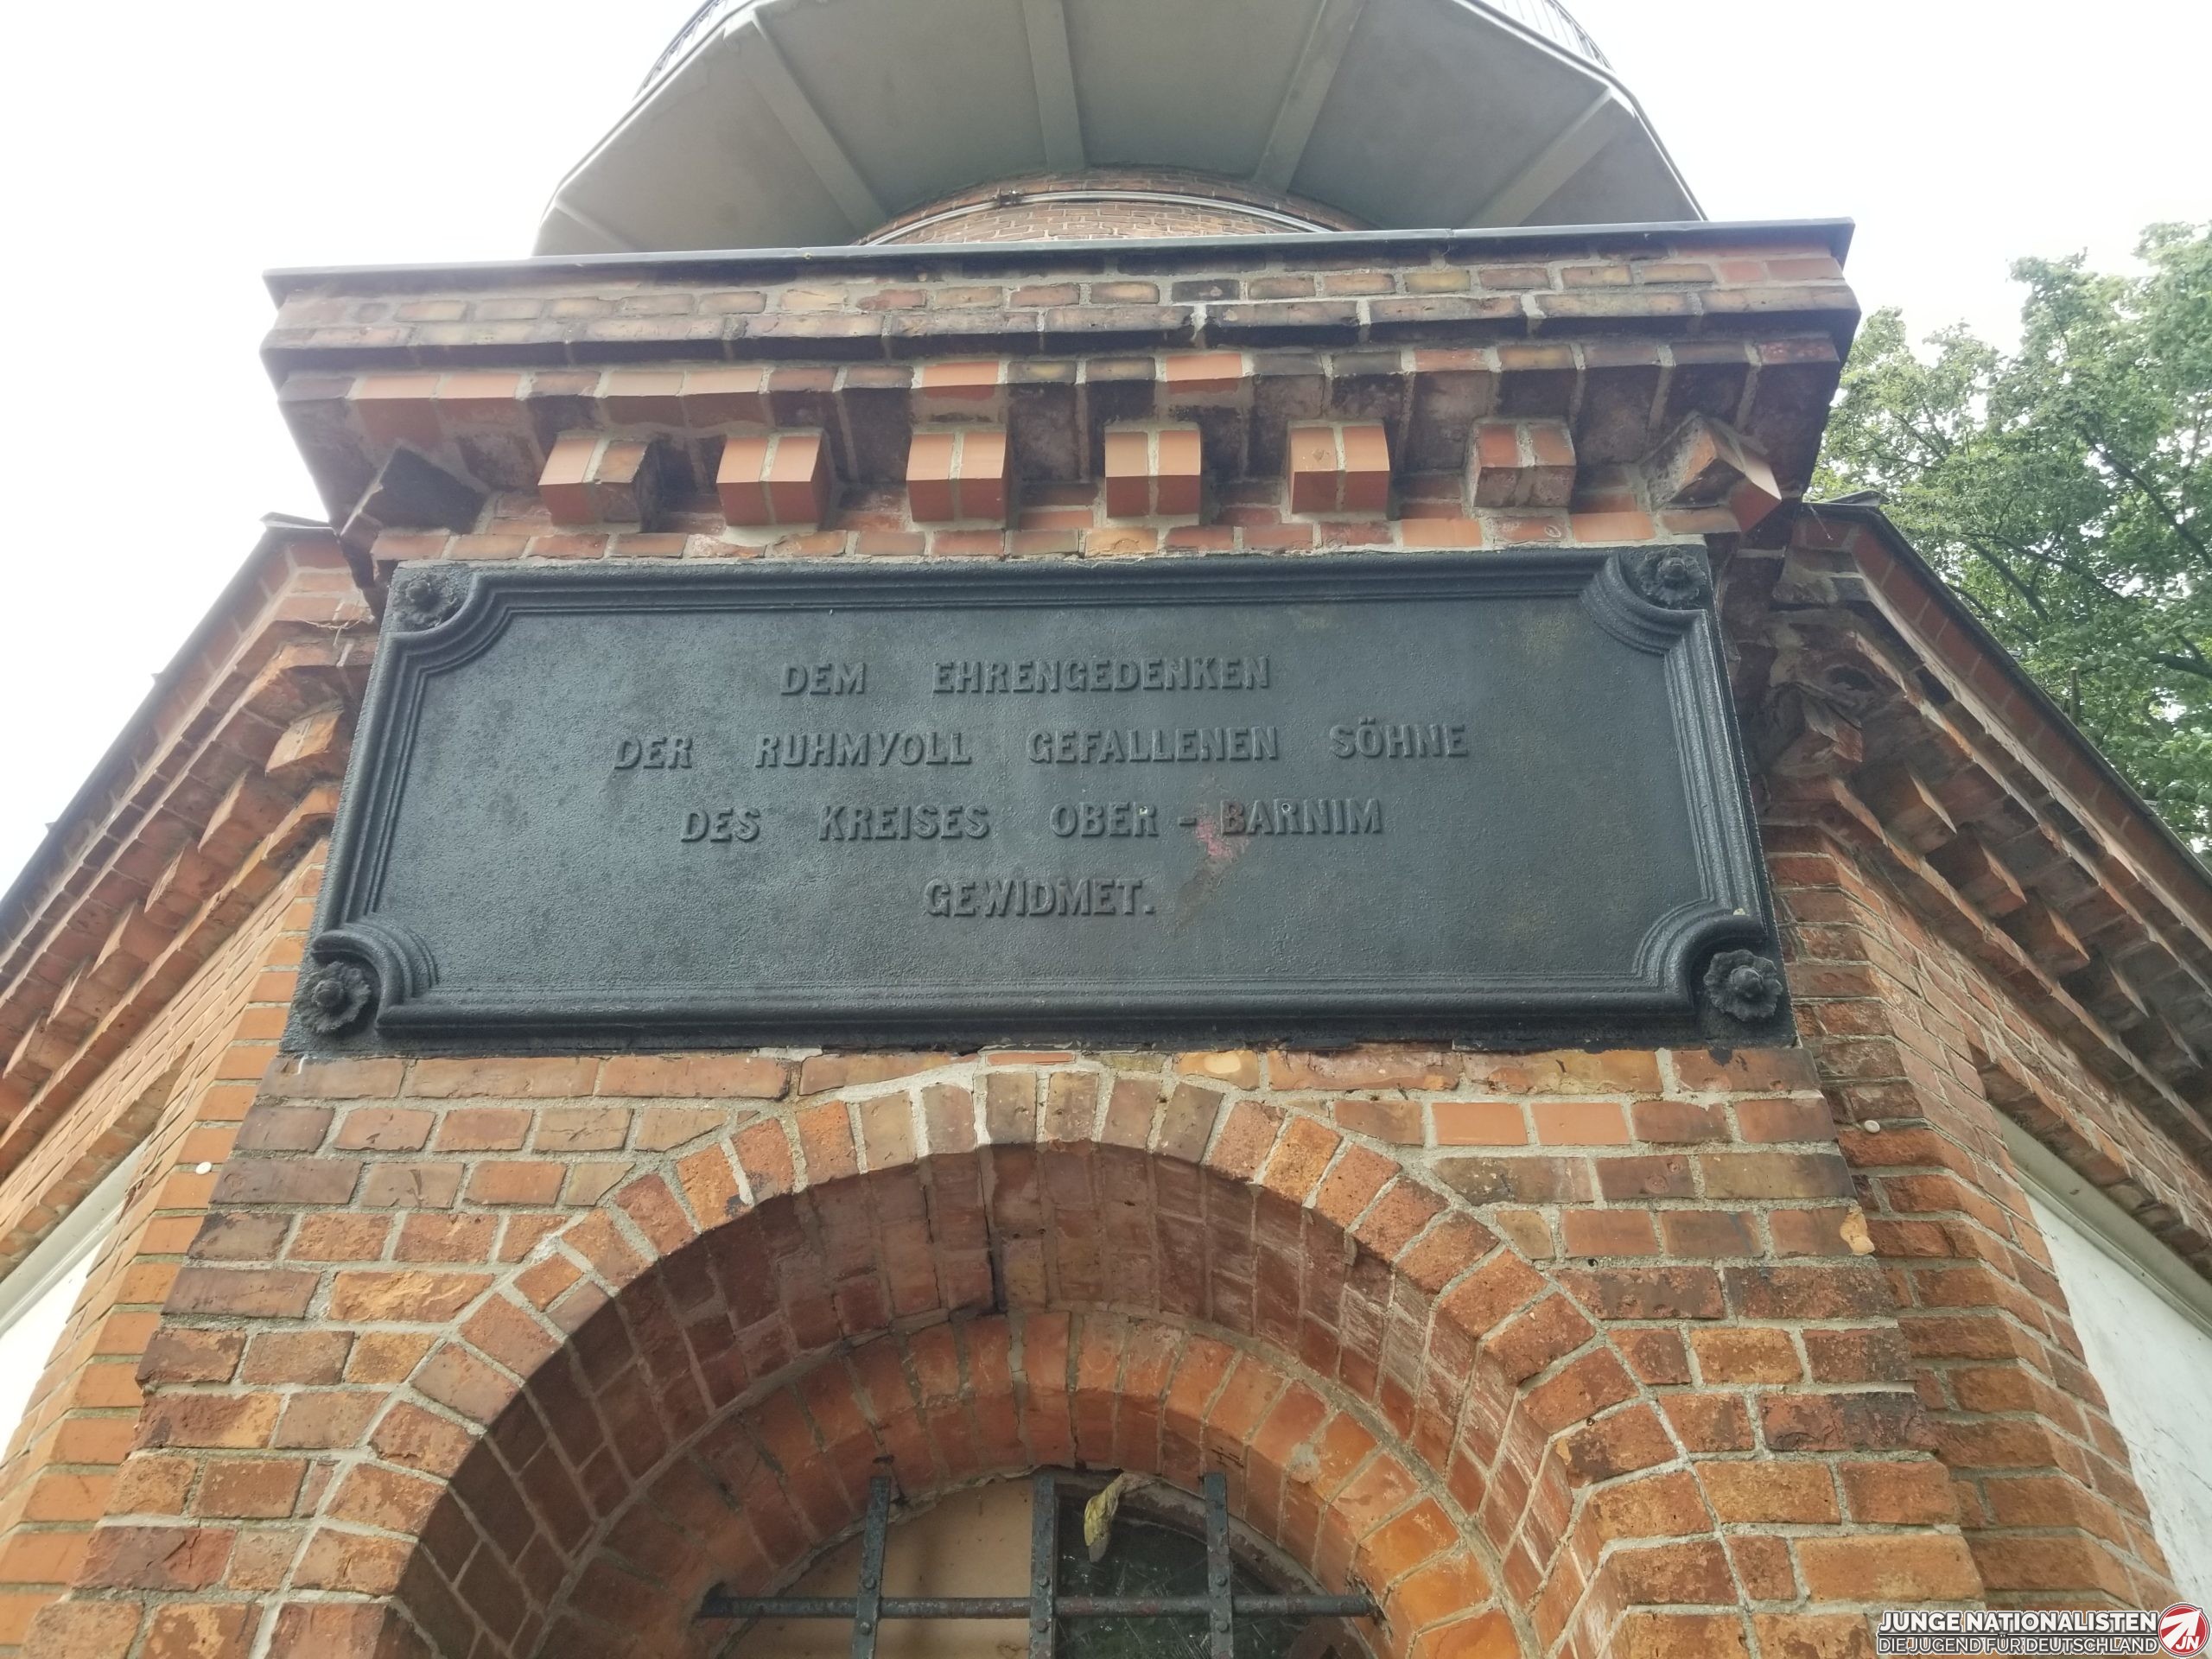 DEM EHRENGEDENKEN
DER RUHMVOLL GEFALLENEN SÖHNE
DES KREISES OBER - BARNIM
GEWIDMET.
JUNGE NATIONALISTEN
DIE JUGEND FÜR DEUTSCHLAND
JN